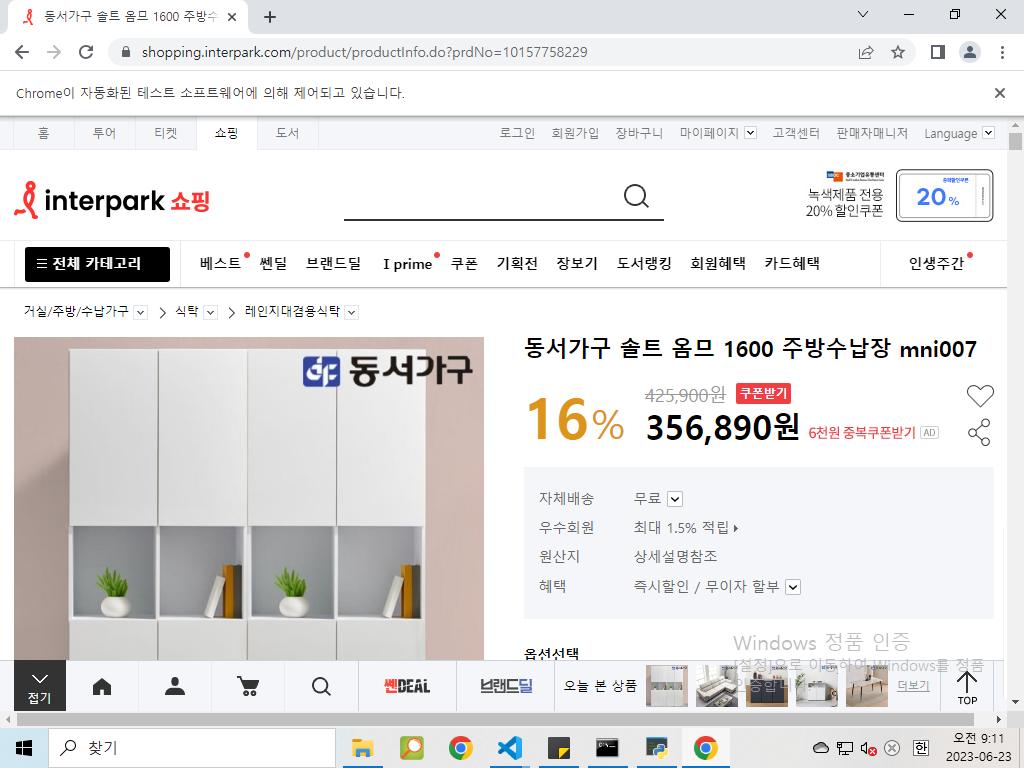 동서가구 솔트 옴므 1600 주방수
shopping.interpark.com/product/productInfo.do?prdNo=10157758229
Chrome이 자동화된 테스트 소프트웨어에 의해 제어되고 있습니다.
홈 투어 티켓 쇼핑 도서 로그인 회원가입 장바구니 마이페이지 고객센터 판매자매니저 Language
interpark 쇼핑
중소기업유통센터
녹색제품 전용
20% 할인쿠폰
중복할인쿠폰
20%
전체 카테고리 베스트 쎈딜 브랜드딜 I prime 쿠폰 기획전 장보기 도서랭킹 회원혜택 카드혜택 인생주간
거실/주방/수납가구 식탁 레인지대겸용식탁
동서가구
동서가구 솔트 옴므 1600 주방수납장 mni007
16%
425,900원 쿠폰받기
356,890원 6천원 중복쿠폰받기 AD
자체배송 무료
우수회원 최대 1.5% 적립
원산지 상세설명참조
혜택 즉시할인 / 무이자 할부
옵션선택
Windows 정품 인증
[설정]으로 이동하여 Windows를 정품
인증합니다.
접기
쎈DEAL
브랜드딜
오늘 본 상품
더보기
TOP
찾기
한
오전 9:11
2023-06-23